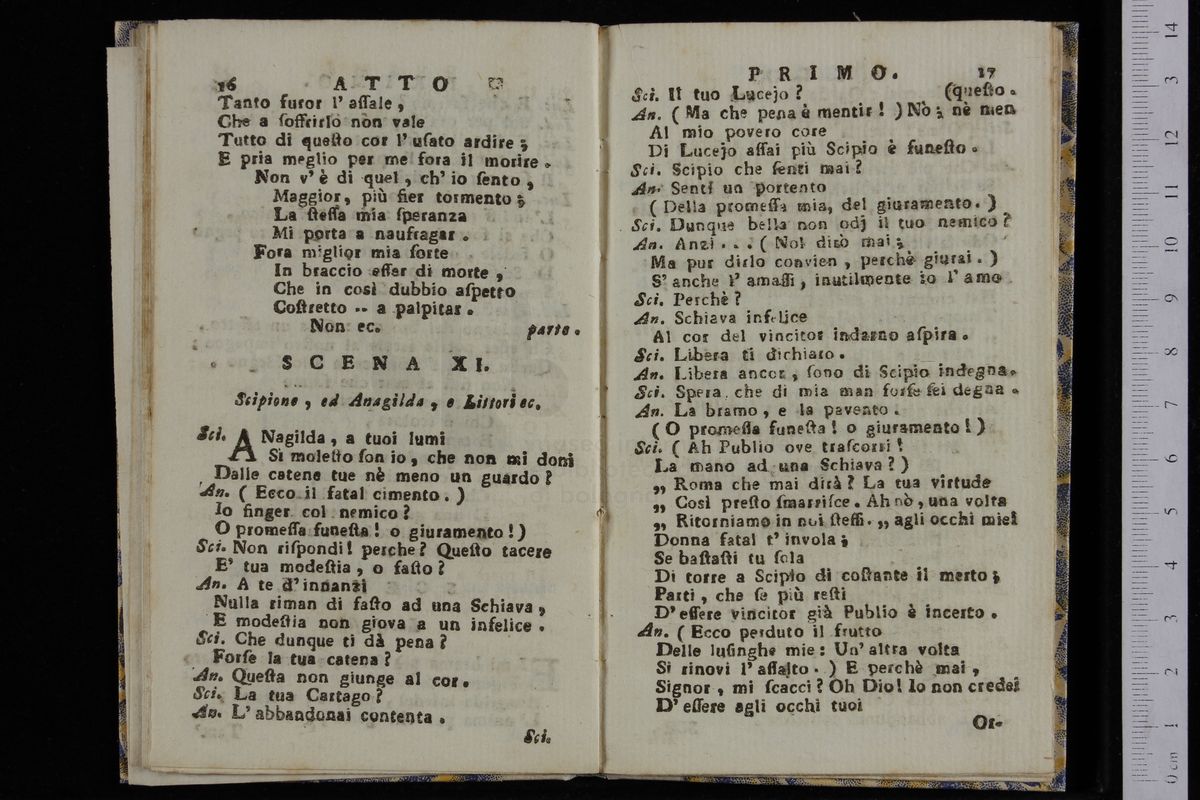 16 ATTO
Tanto furor l'aſſale,
Che a ſoffrirlo non vale
Tutto di queſto cor l'uſato ardire;
E pria meglio per me fora il morire.
Non v'è di quel, ch'io ſento,
Maggior, più fier tormento;
La ſteſſa mia ſperanza
Mi porta a naufragar.
Fora miglior mia ſorte
In braccio eſſer di morte,
Che in così dubbio aſpetto
Coſtretto -- a palpitar.
Non ec. parte.
SCENA XI.
Scipione, ed Anagilda, e Littori ec.
Sci. ANagilda, a tuoi lumi
Sì moleſto ſon io, che non mi doni
Dalle catene tue nè meno un guardo?
An. (Ecco il fatal cimento.)
Io finger col nemico?
O promeſſa funeſta! o giuramento!)
Sci. Non riſpondi! perche? Queſto tacere
E' tua modeſtia, o faſto?
An. A te d'innanzi
Nulla riman di faſto ad una Schiava,
E modeſtia non giova a un infelice.
Sci. Che dunque ti dà pena?
Forſe la tua catena?
An. Queſta non giunge al cor.
Sci. La tua Cartago?
An. L'abbandonai contenta.
Sci.
PRIMO. 17
Sci. Il tuo Lucejo? (queſto.
An. (Ma che pena è mentir!) Nò; nè men
Al mio povero core
Di Lucejo aſſai più Scipio è funeſto.
Sci. Scipio che ſenti mai?
An. Senti un portento
(Della promeſſa mia, del giuramento.)
Sci. Dunque bella non odj il tuo nemico?
An. Anzi... (Nol dirò mai;
Ma pur dirlo convien, perchè giurai.)
S'anche l'amaſſi, inutilmente io l'amo
Sci. Perchè?
An. Schiava infelice
Al cor del vincitor indarno aſpira.
Sci. Libera ti dichiaro.
An. Libera ancor, ſono di Scipio indegna.
Sci. Spera, che di mia man forſe ſei degna.
An. La bramo, e la pavento.
(O promeſſa funeſta! o giuramento!)
Sci. (Ah Publio ove traſcorri!
La mano ad una Schiava?)
„ Roma che mai dirà? La tua virtude
„ Così preſto ſmarriſce. Ah nò, una volta
„ Ritorniamo in noi ſteſſi. „ agli occhi miei
Donna fatal t'invola;
Se baſtaſti tu ſola
Di torre a Scipio di coſtante il merto;
Parti, che ſe più reſti
D'eſſere vincitor già Publio è incerto.
An. (Ecco perduto il frutto
Delle luſinghe mie: Un'altra volta
Si rinovi l'aſſalto.) E perchè mai,
Signor, mi ſcacci? Oh Dio! Io non credei
D'eſſere agli occhi tuoi
Or-